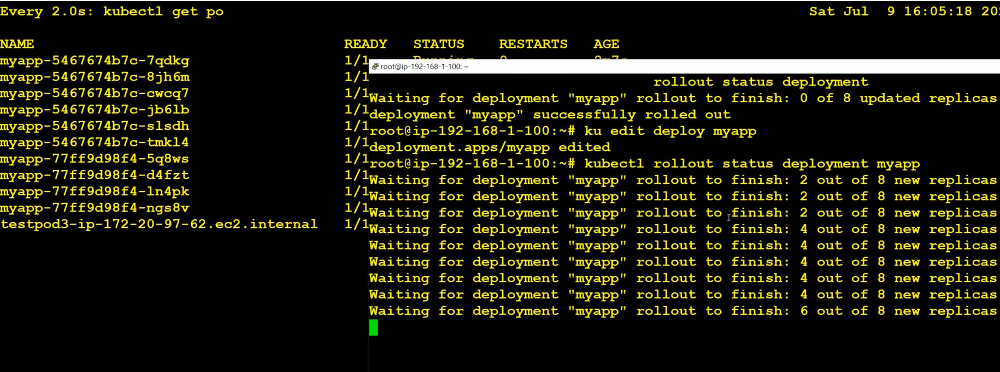 Every 2.0s: kubectl get po
Sat Jul 9 16:05:18
NAME READY STATUS RESTARTS AGE
myapp-5467674b7c-7qdkg 1/1
myapp-5467674b7c-8jh6m 1/1
myapp-5467674b7c-cwcq7 1/1
myapp-5467674b7c-jb6lb 1/1
myapp-5467674b7c-slsdh 1/1
myapp-5467674b7c-tmkl4 1/1
myapp-77ff9d98f4-5q8ws 1/1
myapp-77ff9d98f4-d4fzt 1/1
myapp-77ff9d98f4-ln4pk 1/1
myapp-77ff9d98f4-ngs8v 1/1
testpod3-ip-172-20-97-62.ec2.internal 1/1
root@ip-192-168-1-100: ~
rollout status deployment
Waiting for deployment "myapp" rollout to finish: 0 of 8 updated replicas
deployment "myapp" successfully rolled out
root@ip-192-168-1-100:~# ku edit deploy myapp
deployment.apps/myapp edited
root@ip-192-168-1-100:~# kubectl rollout status deployment myapp
Waiting for deployment "myapp" rollout to finish: 2 out of 8 new replicas
Waiting for deployment "myapp" rollout to finish: 2 out of 8 new replicas
Waiting for deployment "myapp" rollout to finish: 2 out of 8 new replicas
Waiting for deployment "myapp" rollout to finish: 4 out of 8 new replicas
Waiting for deployment "myapp" rollout to finish: 4 out of 8 new replicas
Waiting for deployment "myapp" rollout to finish: 4 out of 8 new replicas
Waiting for deployment "myapp" rollout to finish: 4 out of 8 new replicas
Waiting for deployment "myapp" rollout to finish: 4 out of 8 new replicas
Waiting for deployment "myapp" rollout to finish: 6 out of 8 new replicas